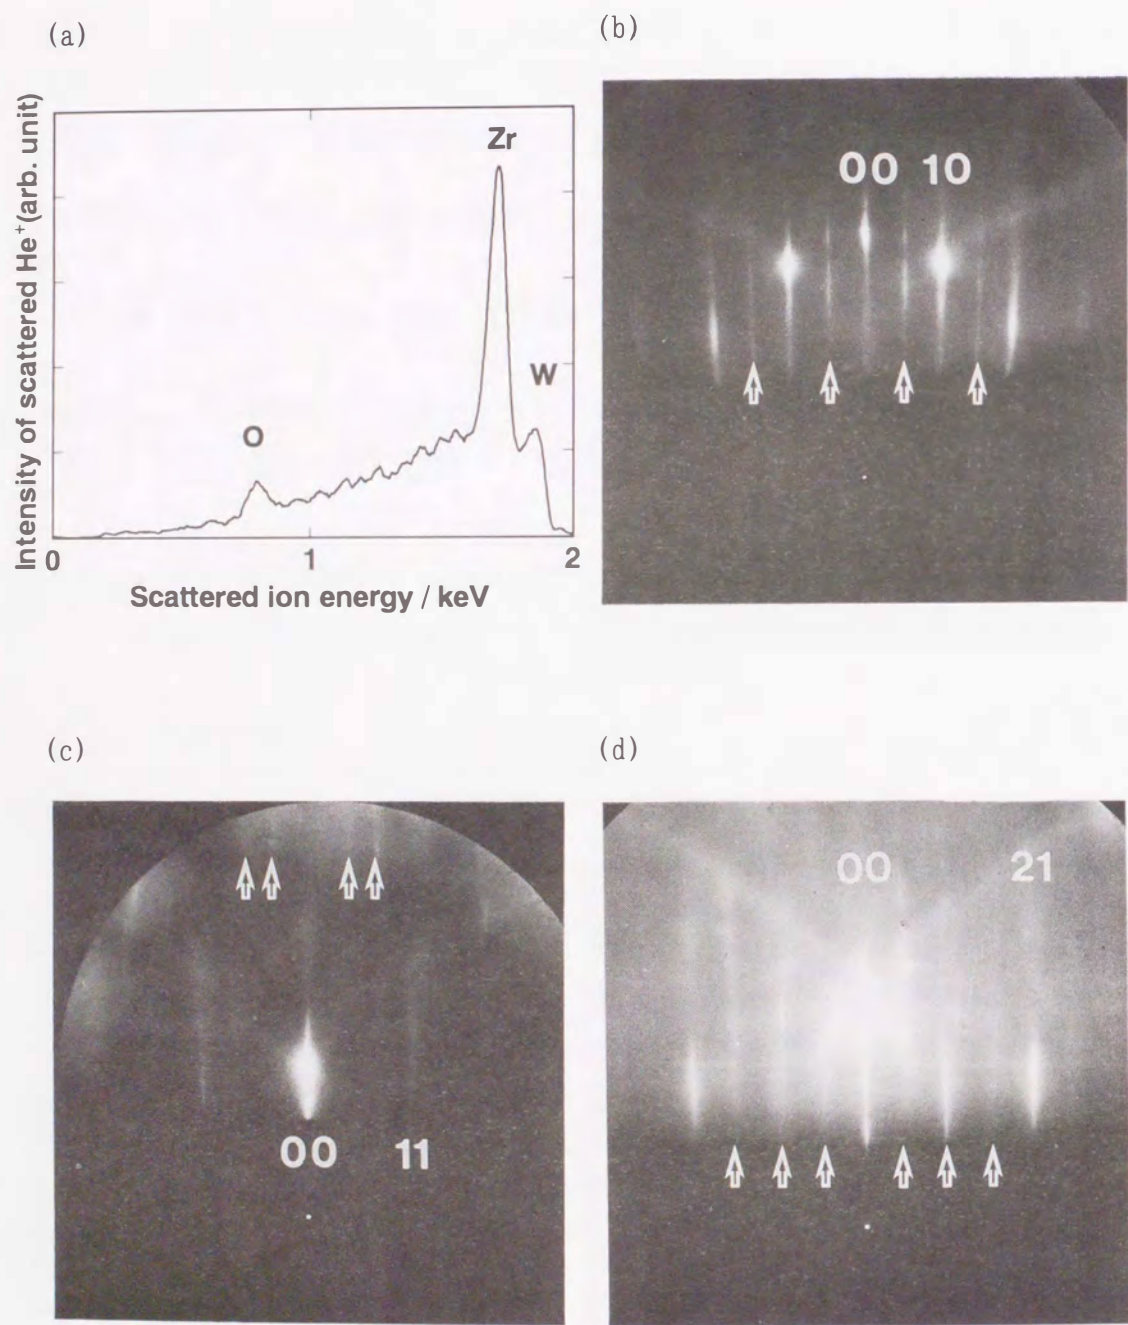 (a)
Intensity of scattered He⁺(arb. unit)
Zr
W
O
0 1 2
Scattered ion energy / keV
(b)
00 10
(c)
00 11
(d)
00 21